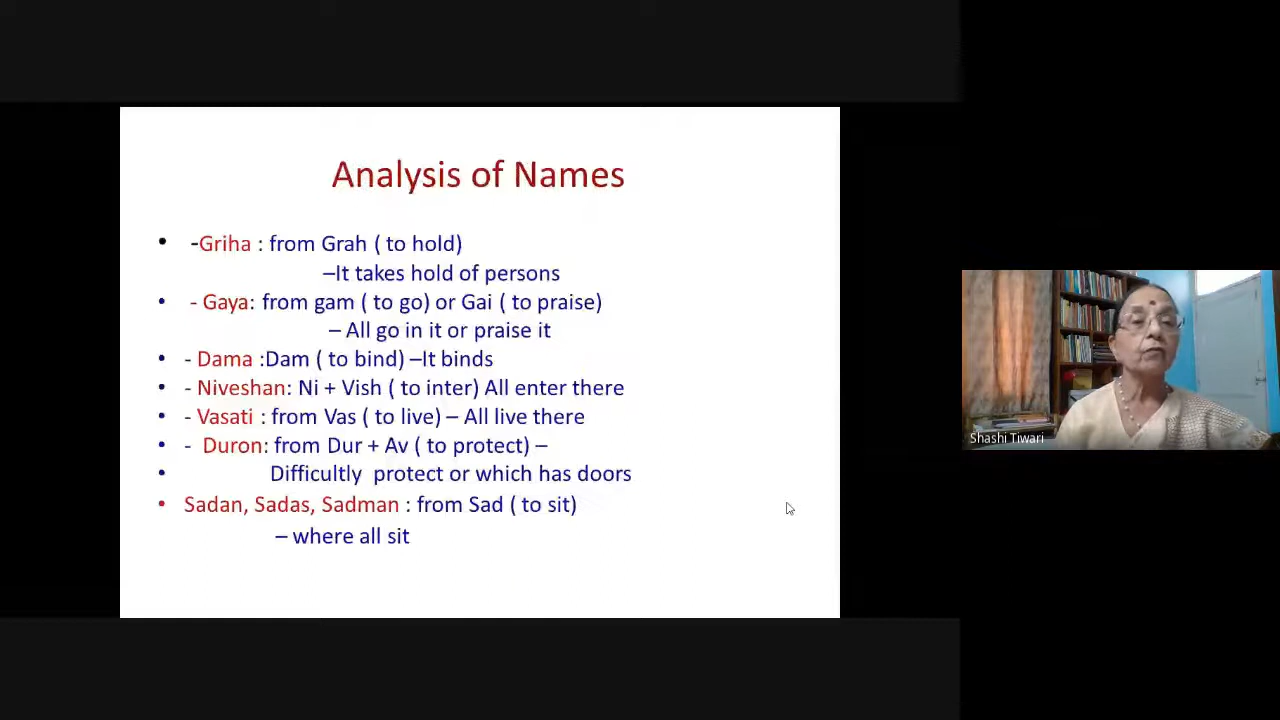 Analysis of Names
• -Griha : from Grah ( to hold)
–It takes hold of persons
• - Gaya: from gam ( to go) or Gai ( to praise)
– All go in it or praise it
• - Dama :Dam ( to bind) –It binds
• - Niveshan: Ni + Vish ( to inter) All enter there
• - Vasati : from Vas ( to live) – All live there
• - Duron: from Dur + Av ( to protect) –
• Difficultly protect or which has doors
• Sadan, Sadas, Sadman : from Sad ( to sit)
– where all sit
Shashi Tiwari